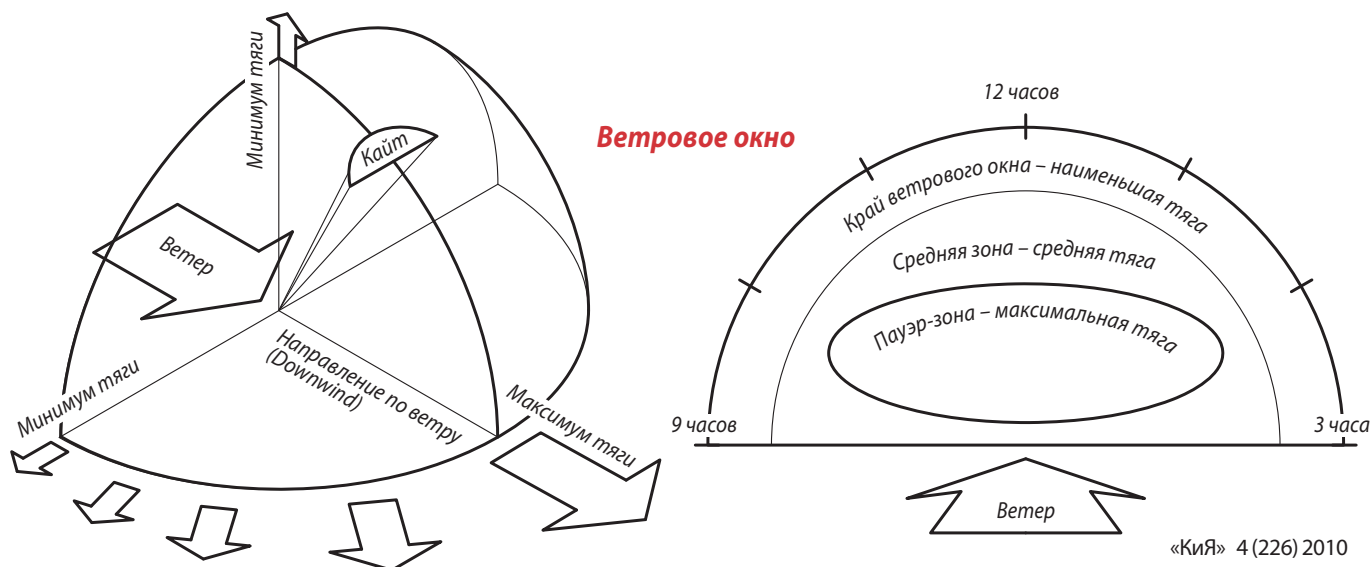 Минимум тяги
Кайт
Ветер
Минимум тяги
Направление по ветру
(Downwind)
Максимум тяги
Ветровое окно
12 часов
Край ветрового окна – наименьшая тяга
Средняя зона – средняя тяга
Пауэр-зона – максимальная тяга
9 часов
3 часа
Ветер
«КиЯ» 4 (226) 2010